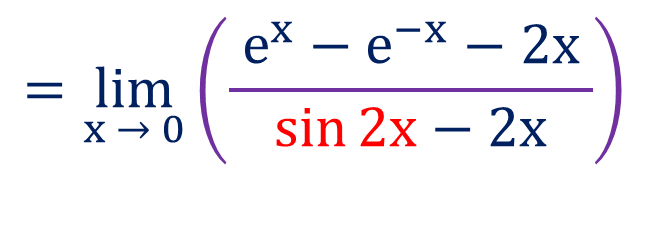 = lim x → 0 ( (eˣ − e⁻ˣ − 2x) / (sin 2x − 2x) )